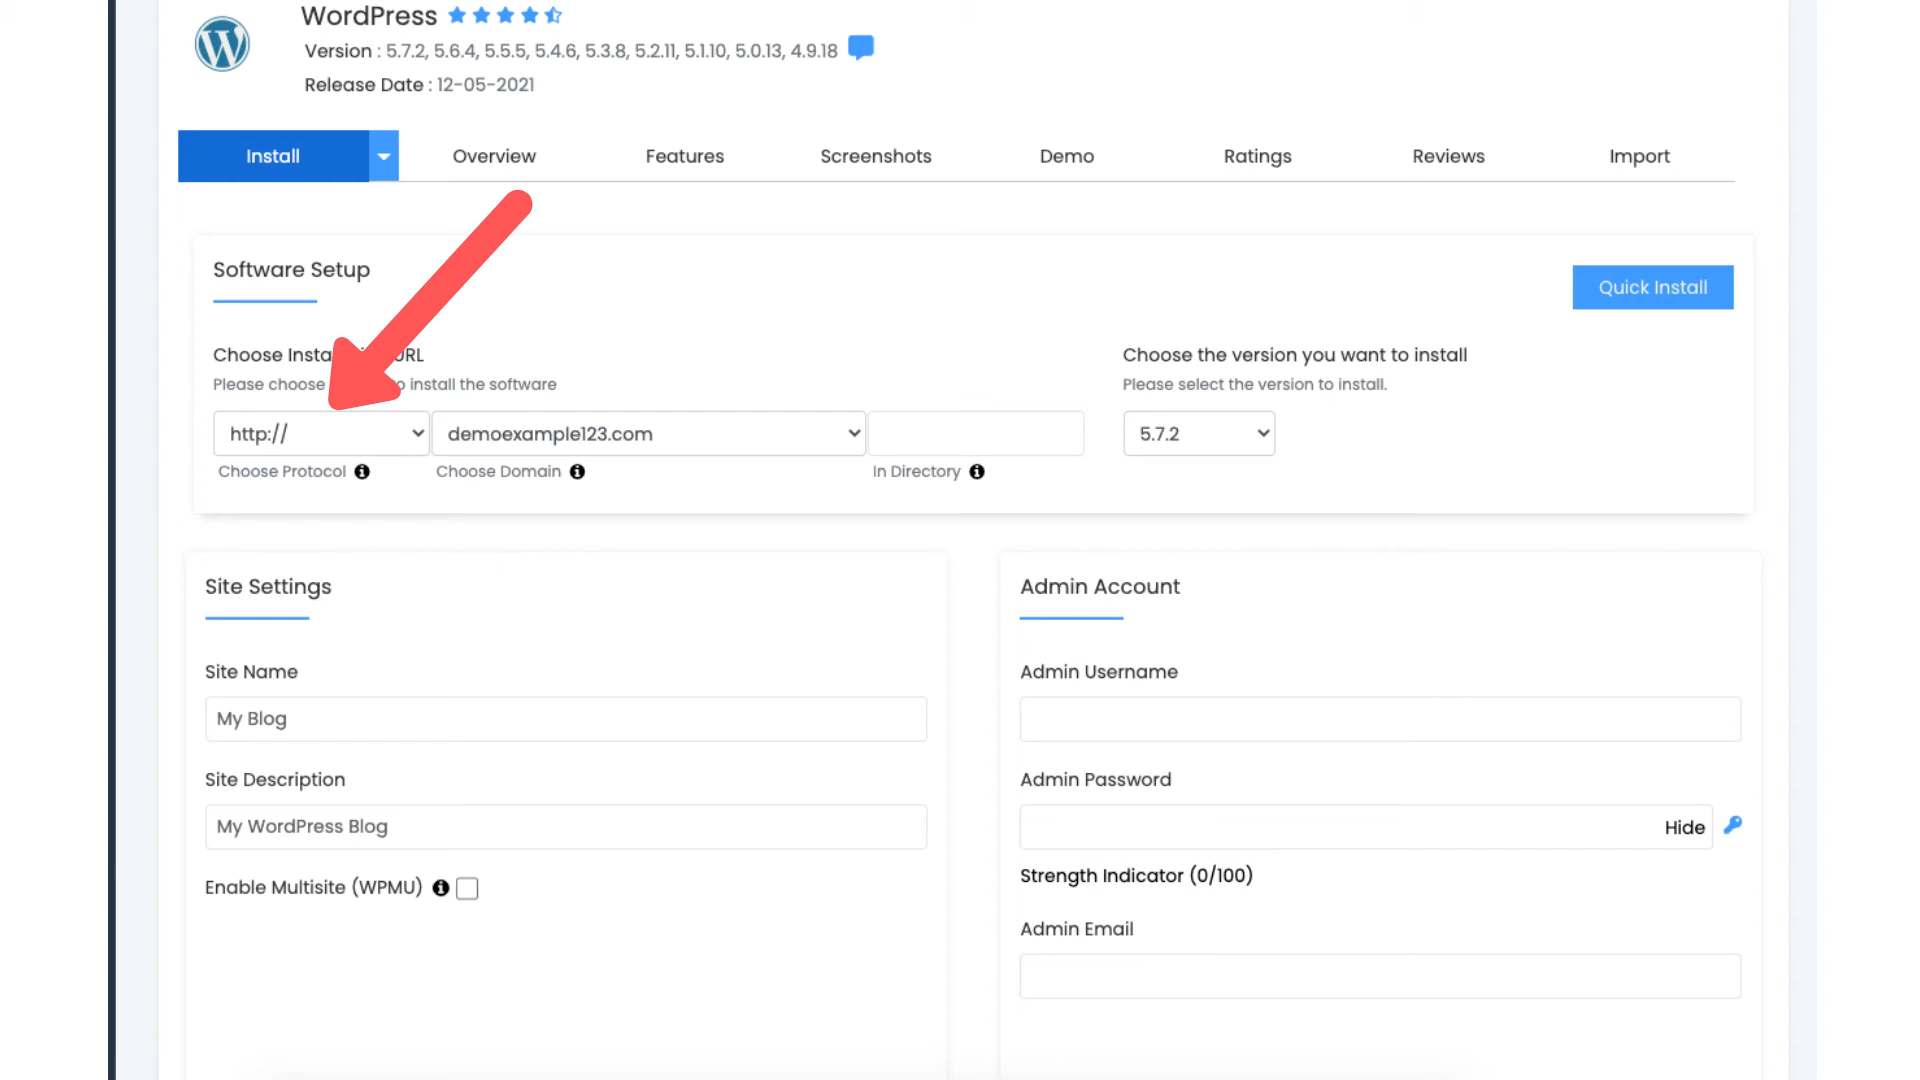 WordPress
Version : 5.7.2, 5.6.4, 5.5.5, 5.4.6, 5.3.8, 5.2.11, 5.1.10, 5.0.13, 4.9.18
Release Date : 12-05-2021
Install
Overview
Features
Screenshots
Demo
Ratings
Reviews
Import
Software Setup
Quick Install
Choose URL
Please choose install the software
http://
demoexample123.com
Choose Protocol
Choose Domain
In Directory
Choose the version you want to install
Please select the version to install.
5.7.2
Site Settings
Site Name
My Blog
Site Description
My WordPress Blog
Enable Multisite (WPMU)
Admin Account
Admin Username
Admin Password
Hide
Strength Indicator (0/100)
Admin Email